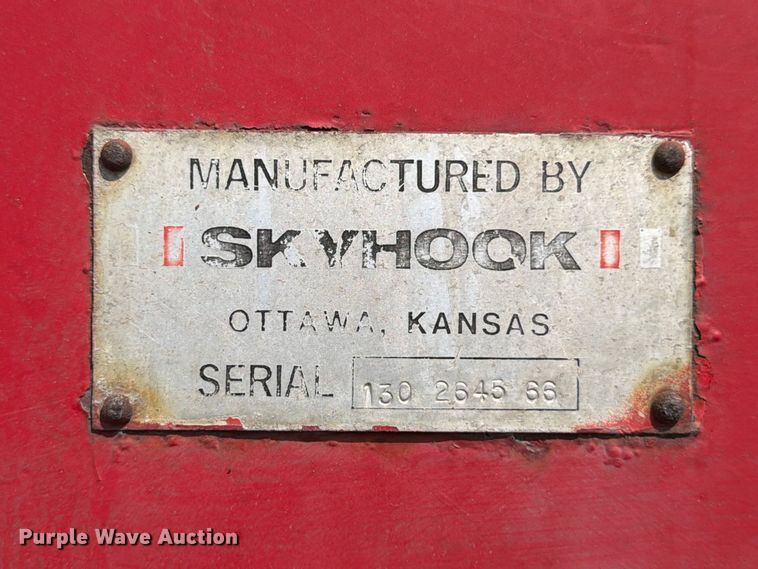 MANUFACTURED BY
SKYHOOK
OTTAWA, KANSAS
SERIAL 130 2645 66
Purple Wave Auction